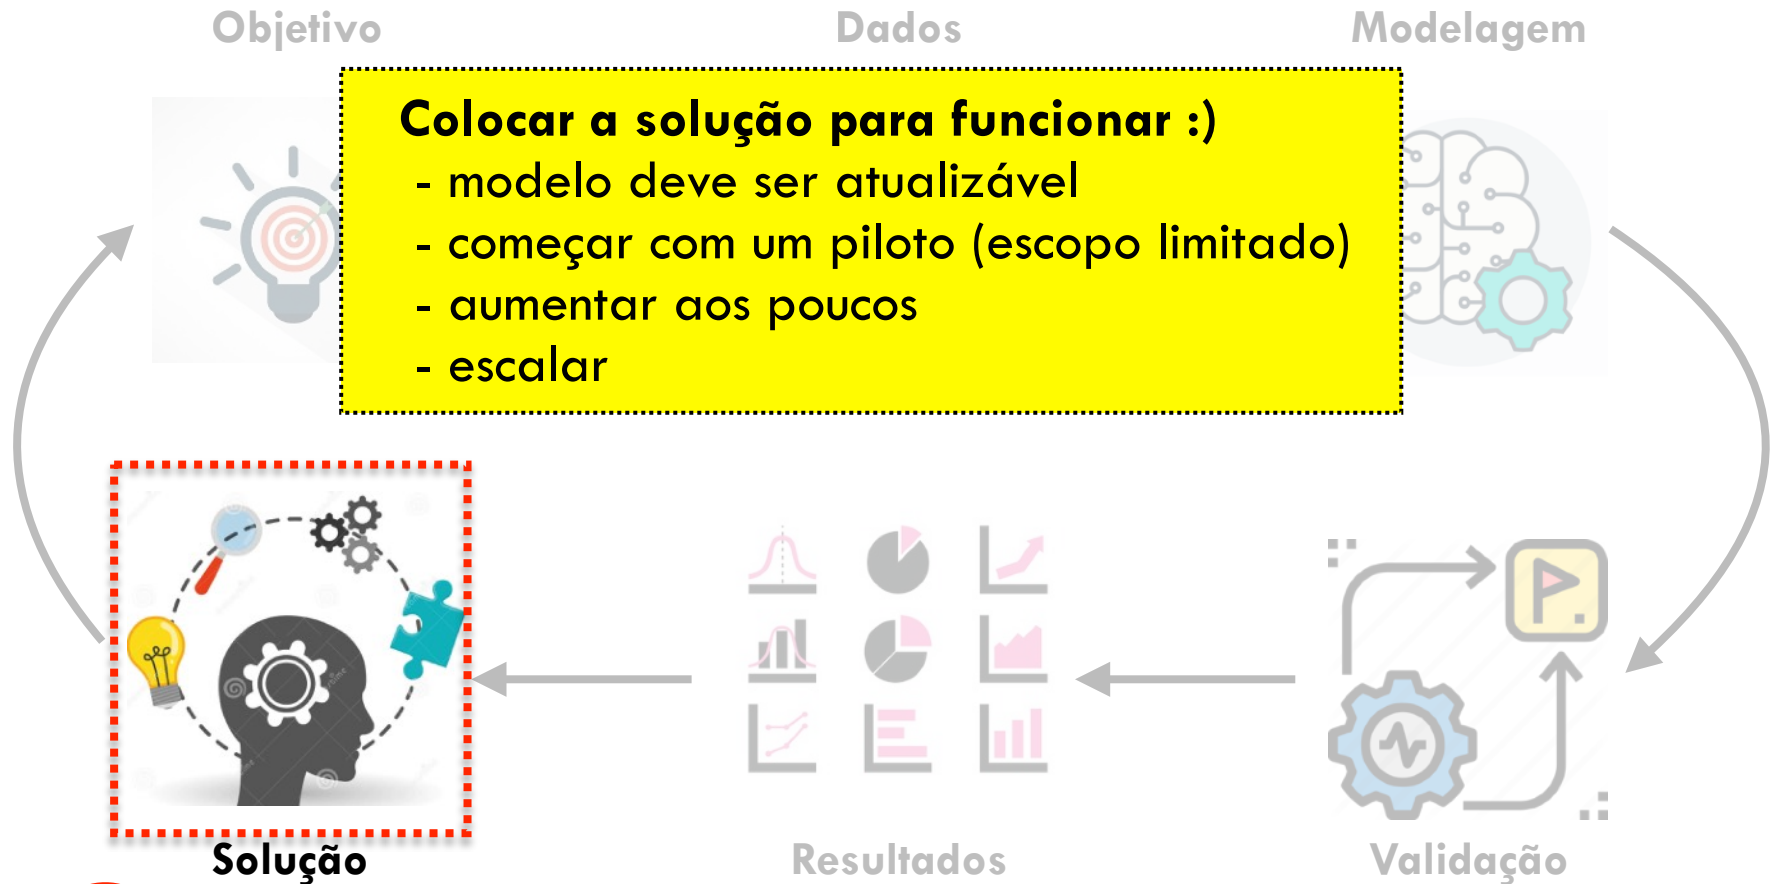 Objetivo
Dados
Modelagem
Colocar a solução para funcionar :)
- modelo deve ser atualizável
- começar com um piloto (escopo limitado)
- aumentar aos poucos
- escalar
Solução
Resultados
Validação